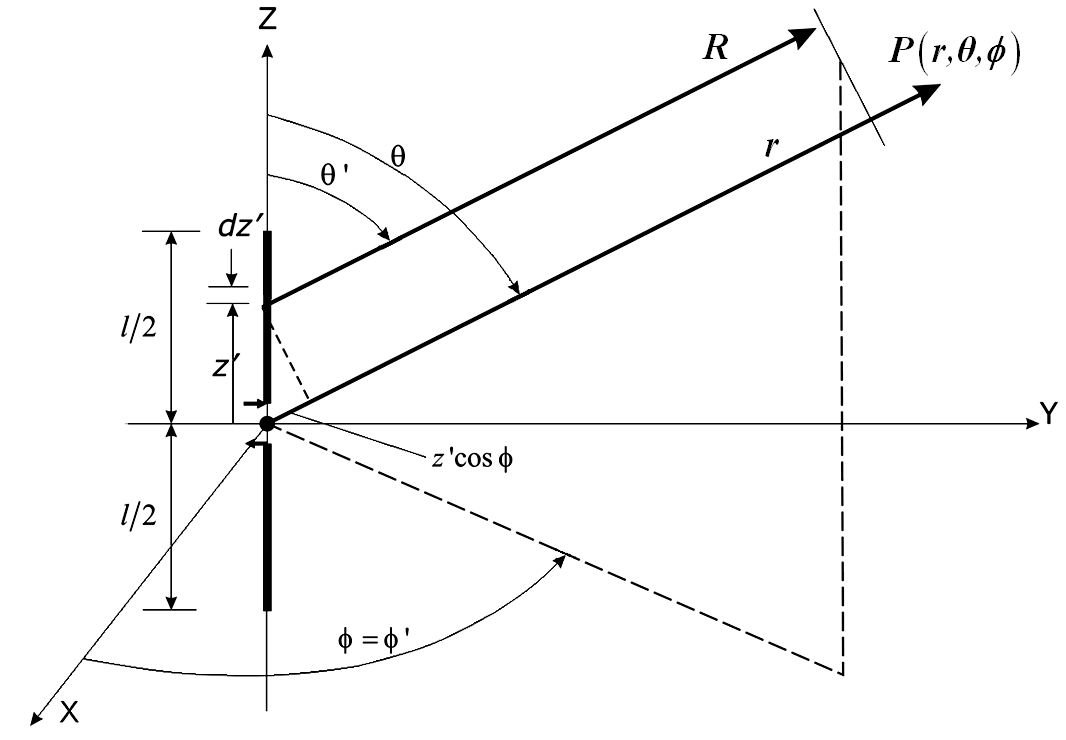 Z
R
P(r,θ,ϕ)
r
θ
θ'
dz′
l/2
z′
Y
z'cos ϕ
l/2
ϕ = ϕ'
X